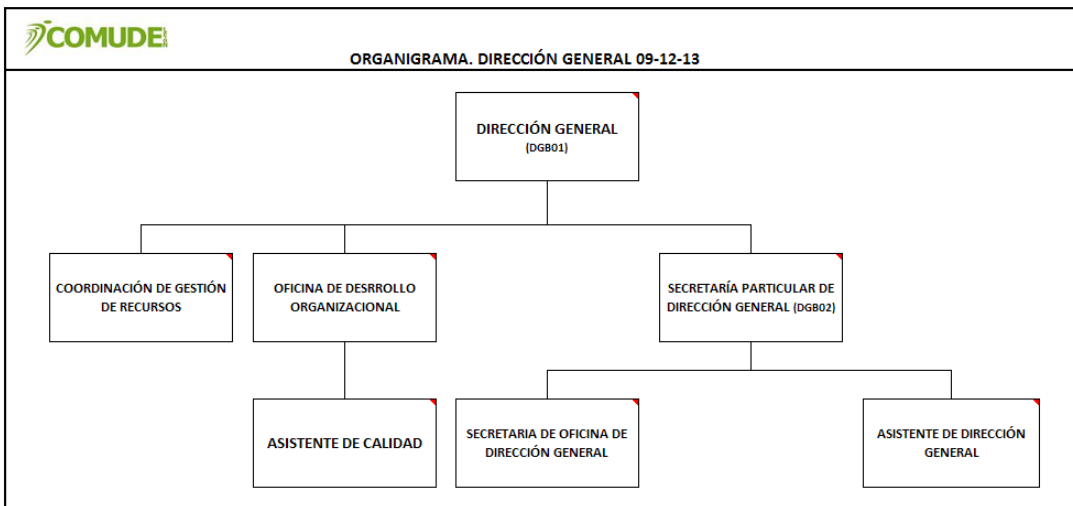 COMUDE
ORGANIGRAMA. DIRECCIÓN GENERAL 09-12-13
DIRECCIÓN GENERAL
(DGB01)
COORDINACIÓN DE GESTIÓN
DE RECURSOS
OFICINA DE DESRROLLO
ORGANIZACIONAL
SECRETARÍA PARTICULAR DE
DIRECCIÓN GENERAL (DGB02)
ASISTENTE DE CALIDAD
SECRETARIA DE OFICINA DE
DIRECCIÓN GENERAL
ASISTENTE DE DIRECCIÓN
GENERAL